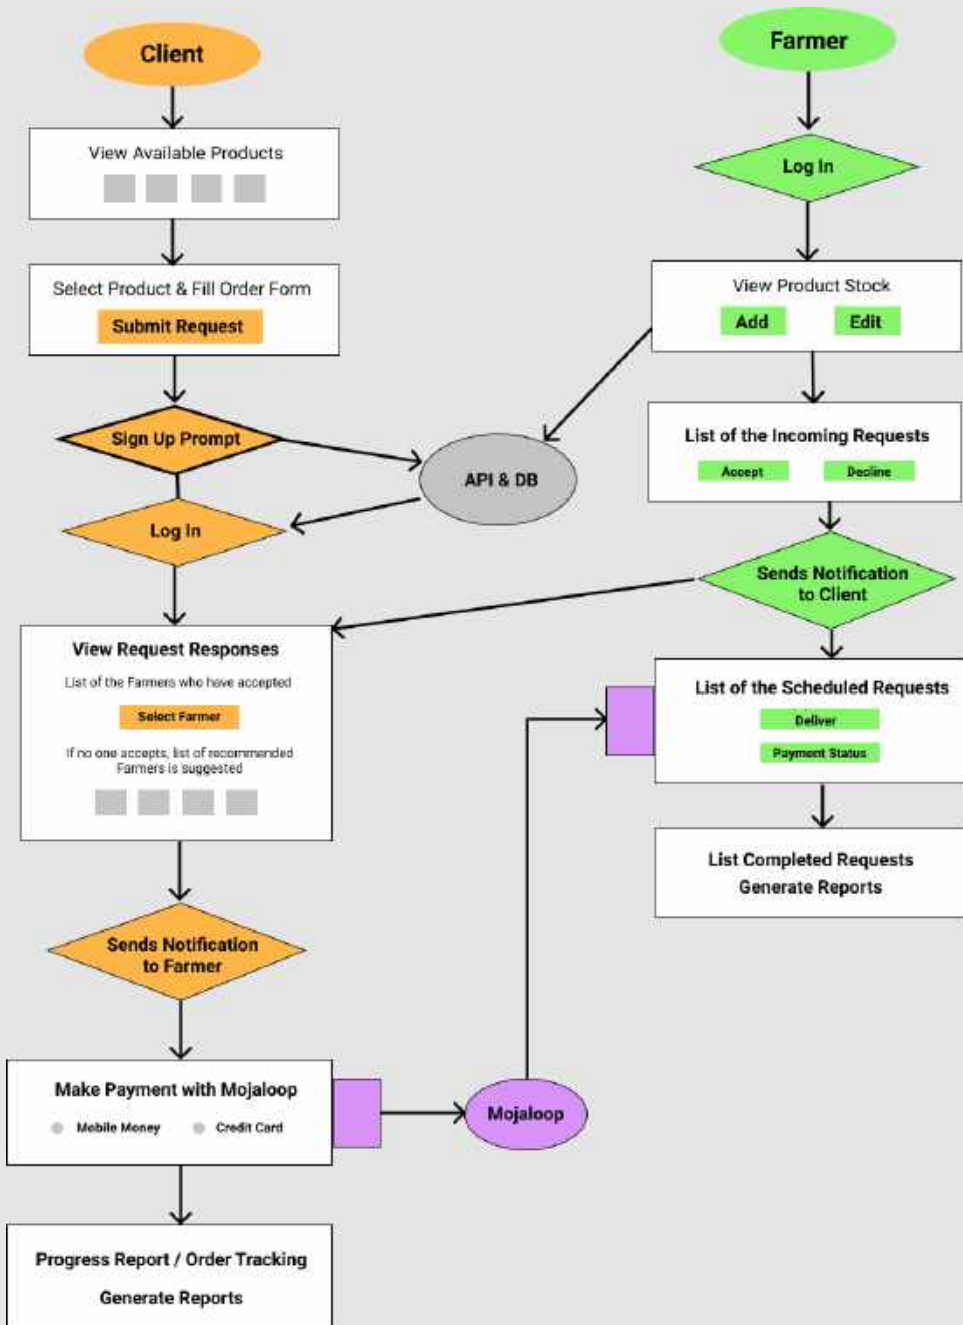 Client
View Available Products
Select Product & Fill Order Form
Submit Request
Sign Up Prompt
Log In
View Request Responses
List of the Farmers who have accepted
Select Farmer
If no one accepts, list of recommended
Farmers is suggested
Sends Notification
to Farmer
Make Payment with Mojaloop
Mobile Money
Credit Card
Progress Report / Order Tracking
Generate Reports
API & DB
Mojaloop
Farmer
Log In
View Product Stock
Add
Edit
List of the Incoming Requests
Accept
Decline
Sends Notification
to Client
List of the Scheduled Requests
Deliver
Payment Status
List Completed Requests
Generate Reports